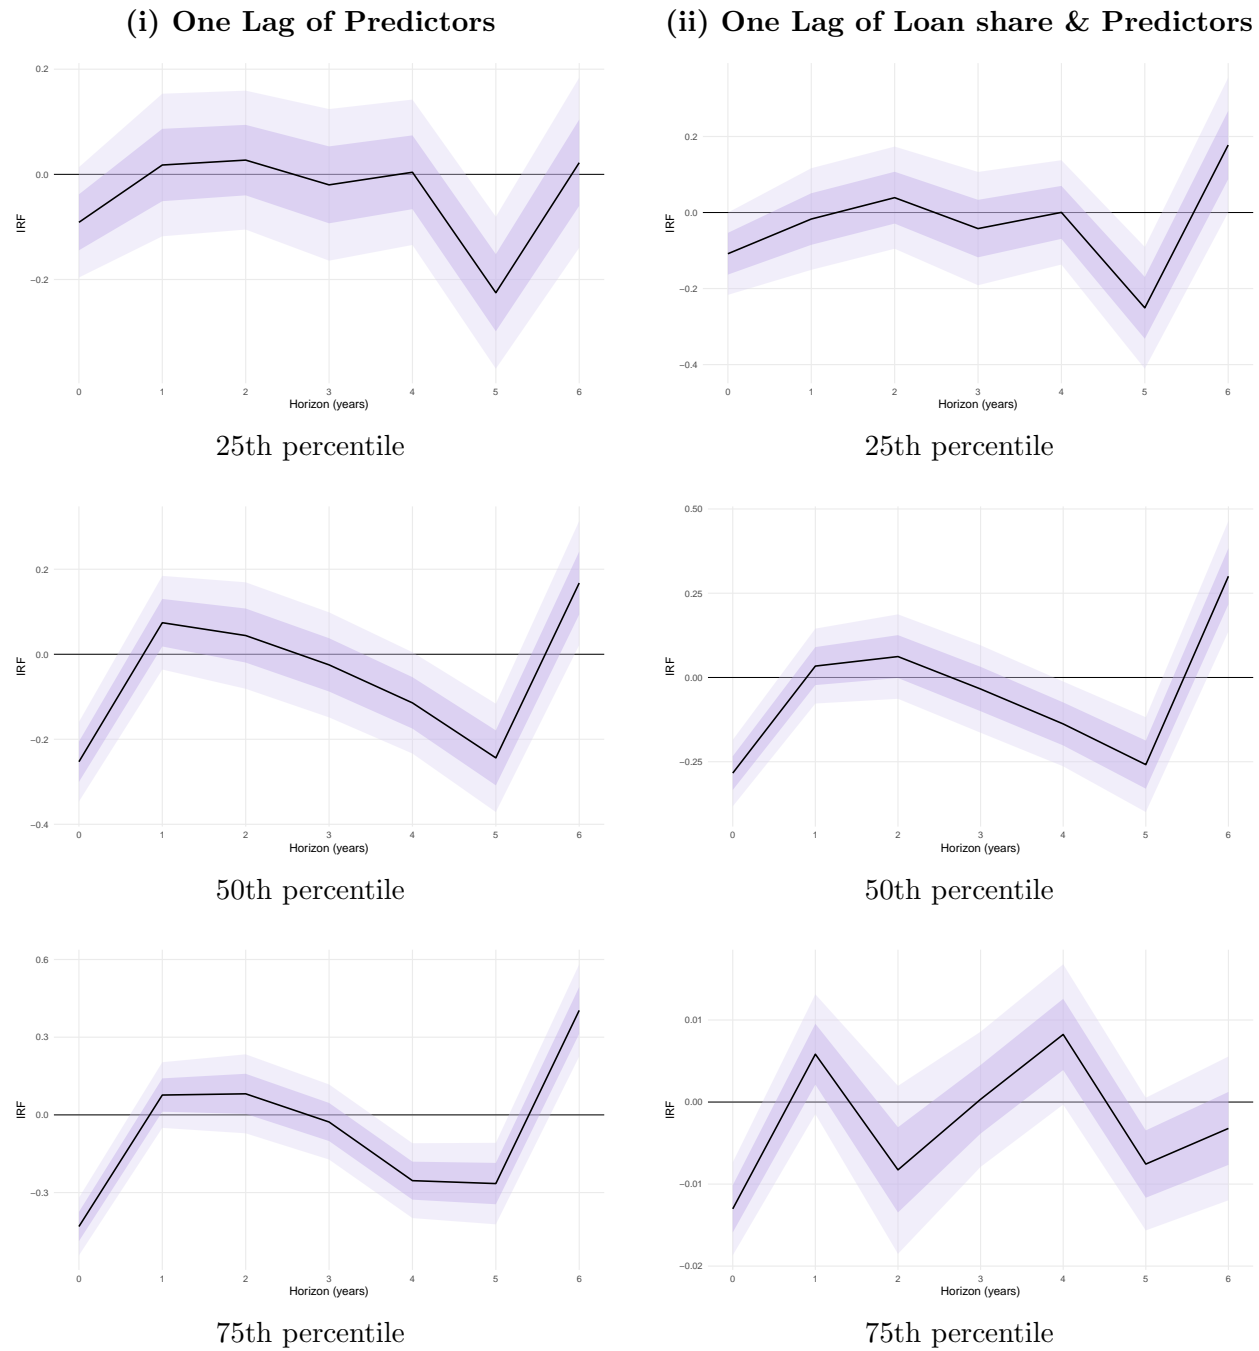 (i) One Lag of Predictors
(ii) One Lag of Loan share & Predictors
0.2
0.0
−0.2
IRF
0 1 2 3 4 5 6
Horizon (years)
25th percentile
0.2
0.0
−0.2
−0.4
IRF
0 1 2 3 4 5 6
Horizon (years)
25th percentile
0.2
0.0
−0.2
−0.4
IRF
0 1 2 3 4 5 6
Horizon (years)
50th percentile
0.50
0.25
0.00
−0.25
IRF
0 1 2 3 4 5 6
Horizon (years)
50th percentile
0.6
0.3
0.0
−0.3
IRF
0 1 2 3 4 5 6
Horizon (years)
75th percentile
0.01
0.00
−0.01
−0.02
IRF
0 1 2 3 4 5 6
Horizon (years)
75th percentile